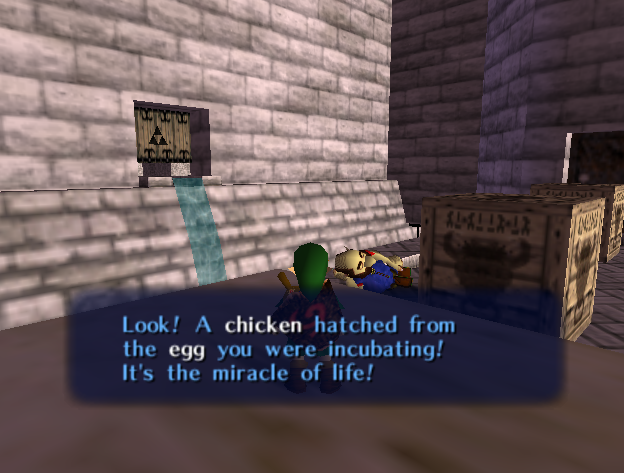 Look! A chicken hatched from
the egg you were incubating!
It's the miracle of life!